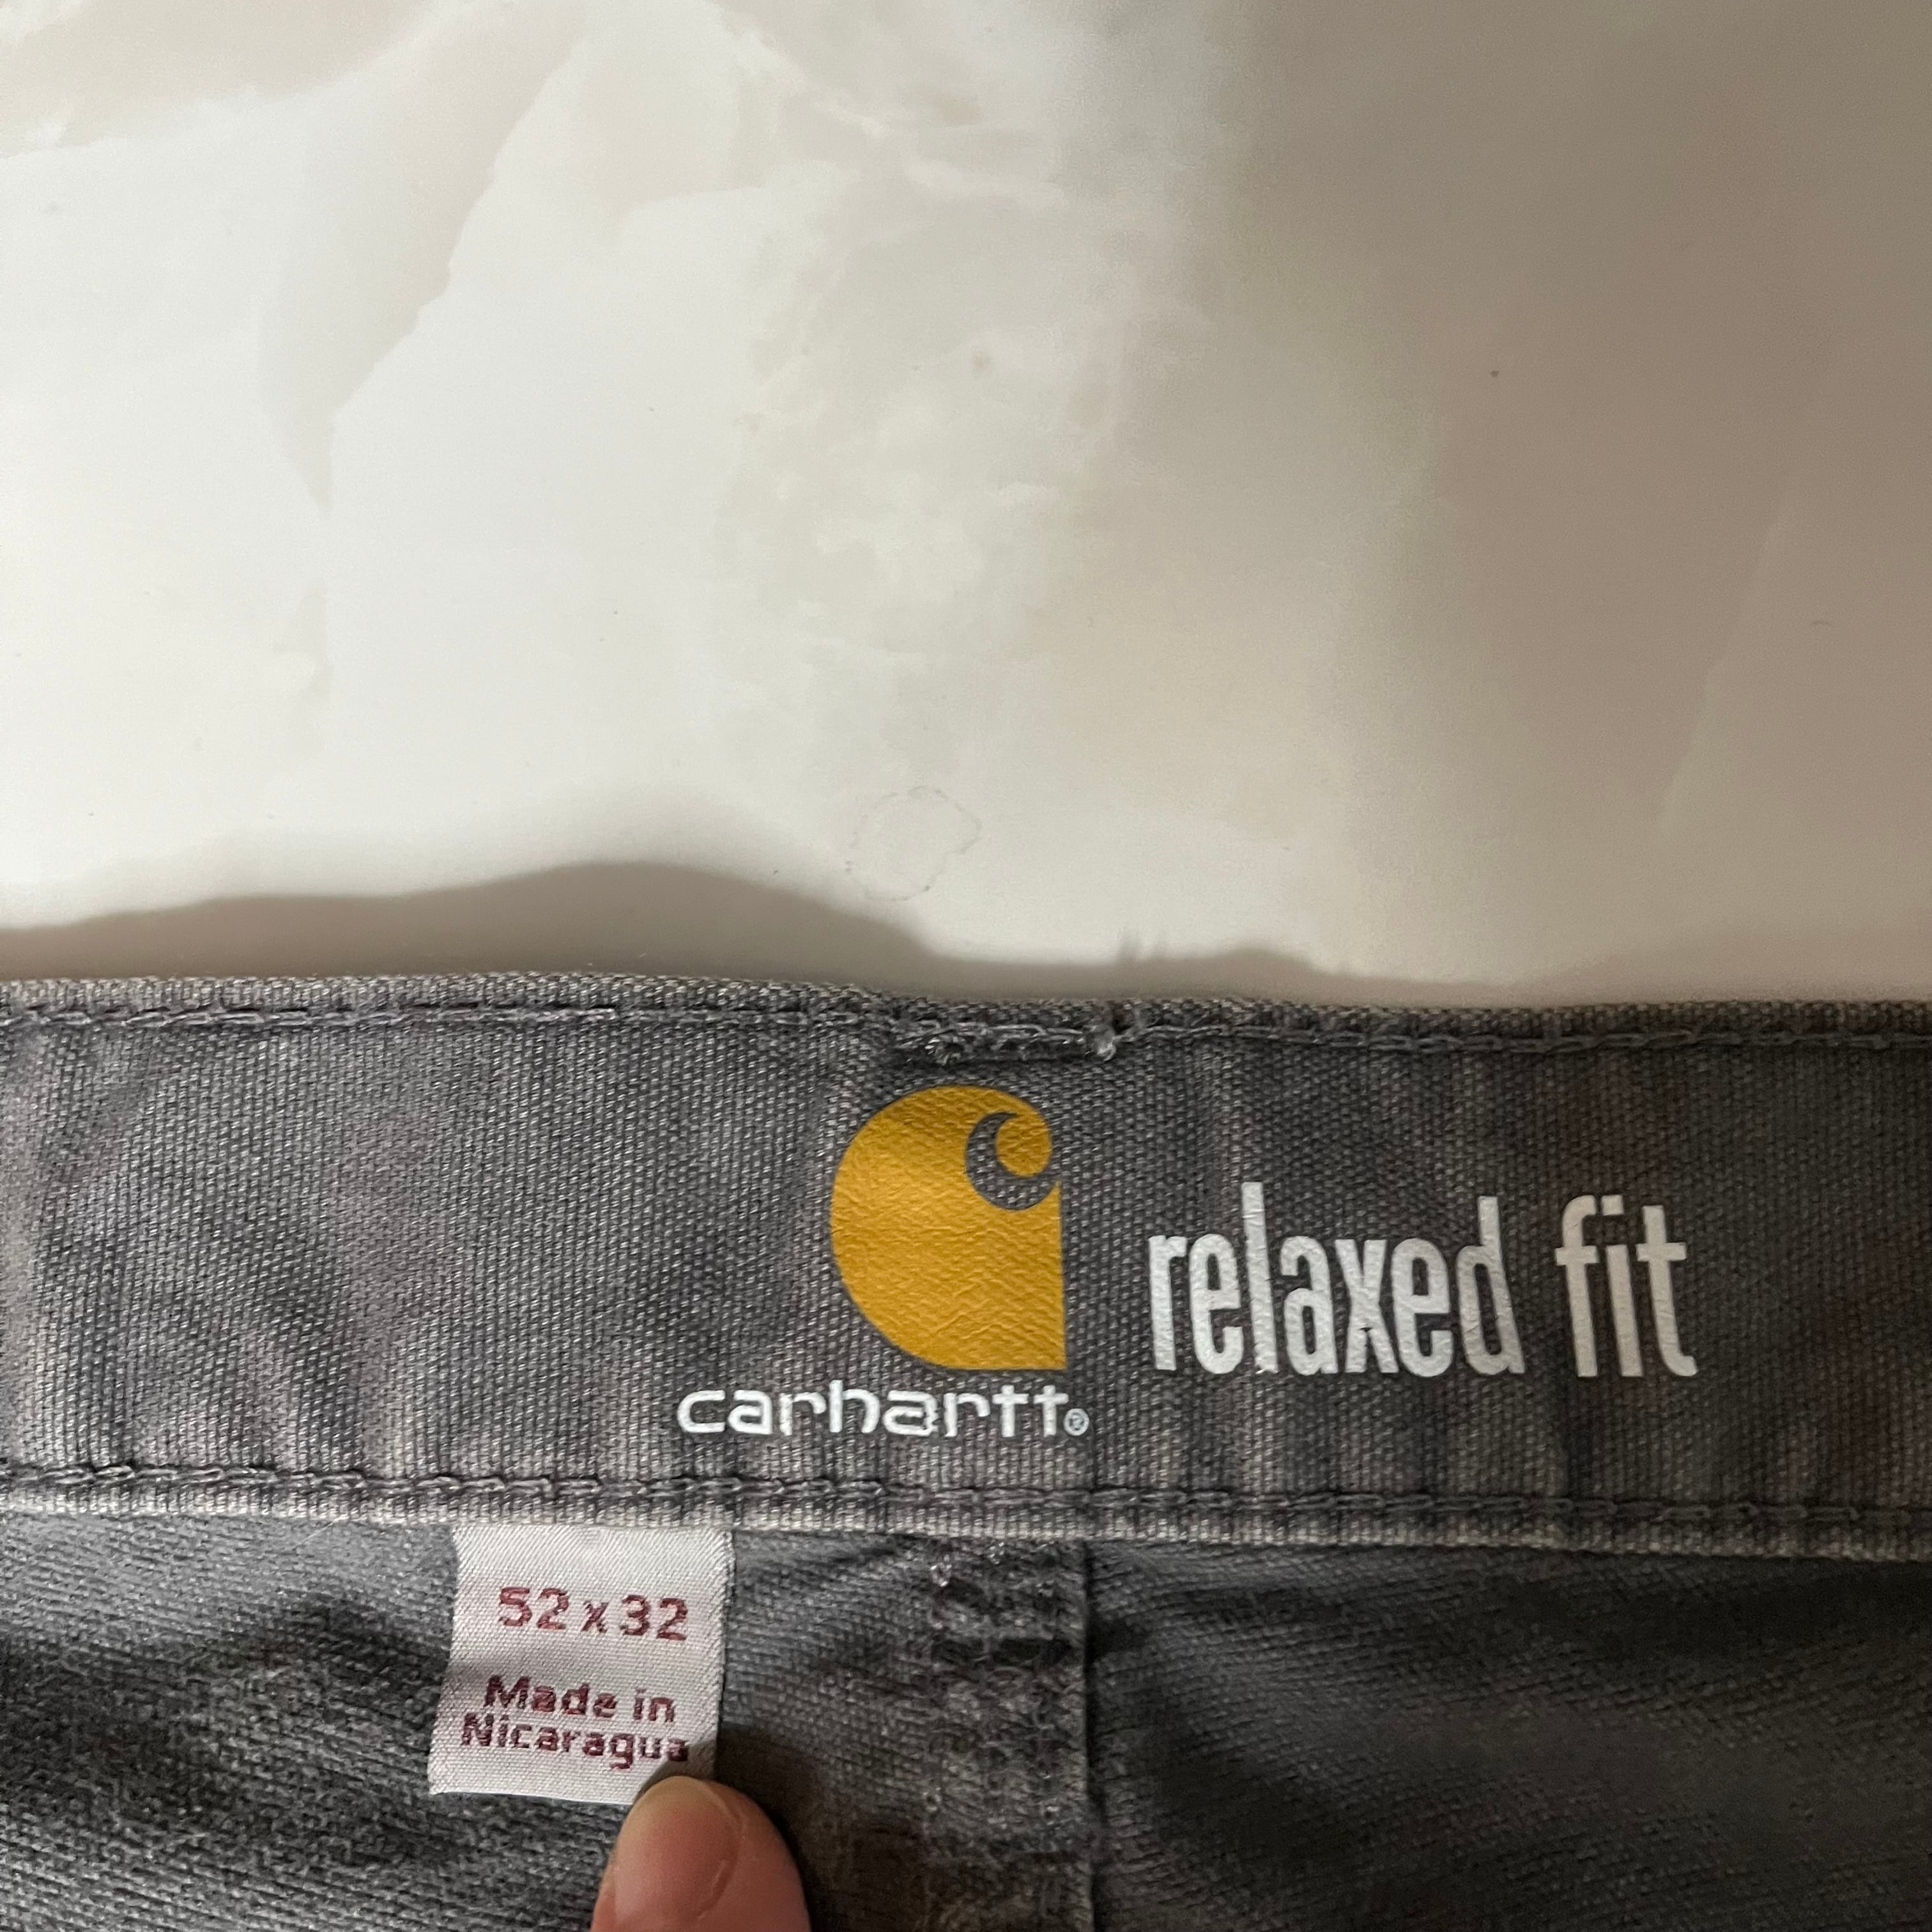 relaxed fit
carhartt®
52 x 32
Made in
Nicaragua